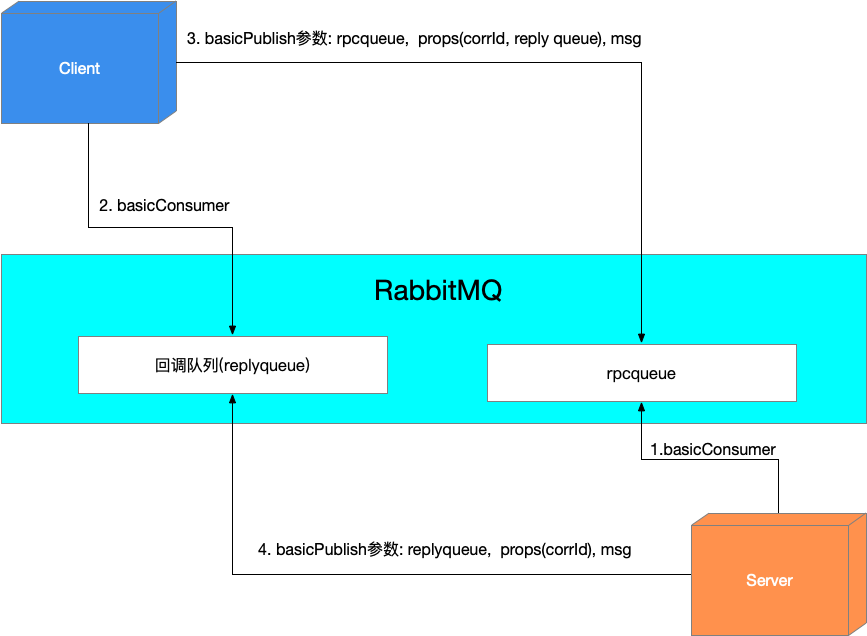 3. basicPublish参数: rpcqueue,  props(corrId, reply queue), msg
Client
2. basicConsumer
RabbitMQ
回调队列(replyqueue)
rpcqueue
1.basicConsumer
4. basicPublish参数: replyqueue,  props(corrId), msg
Server